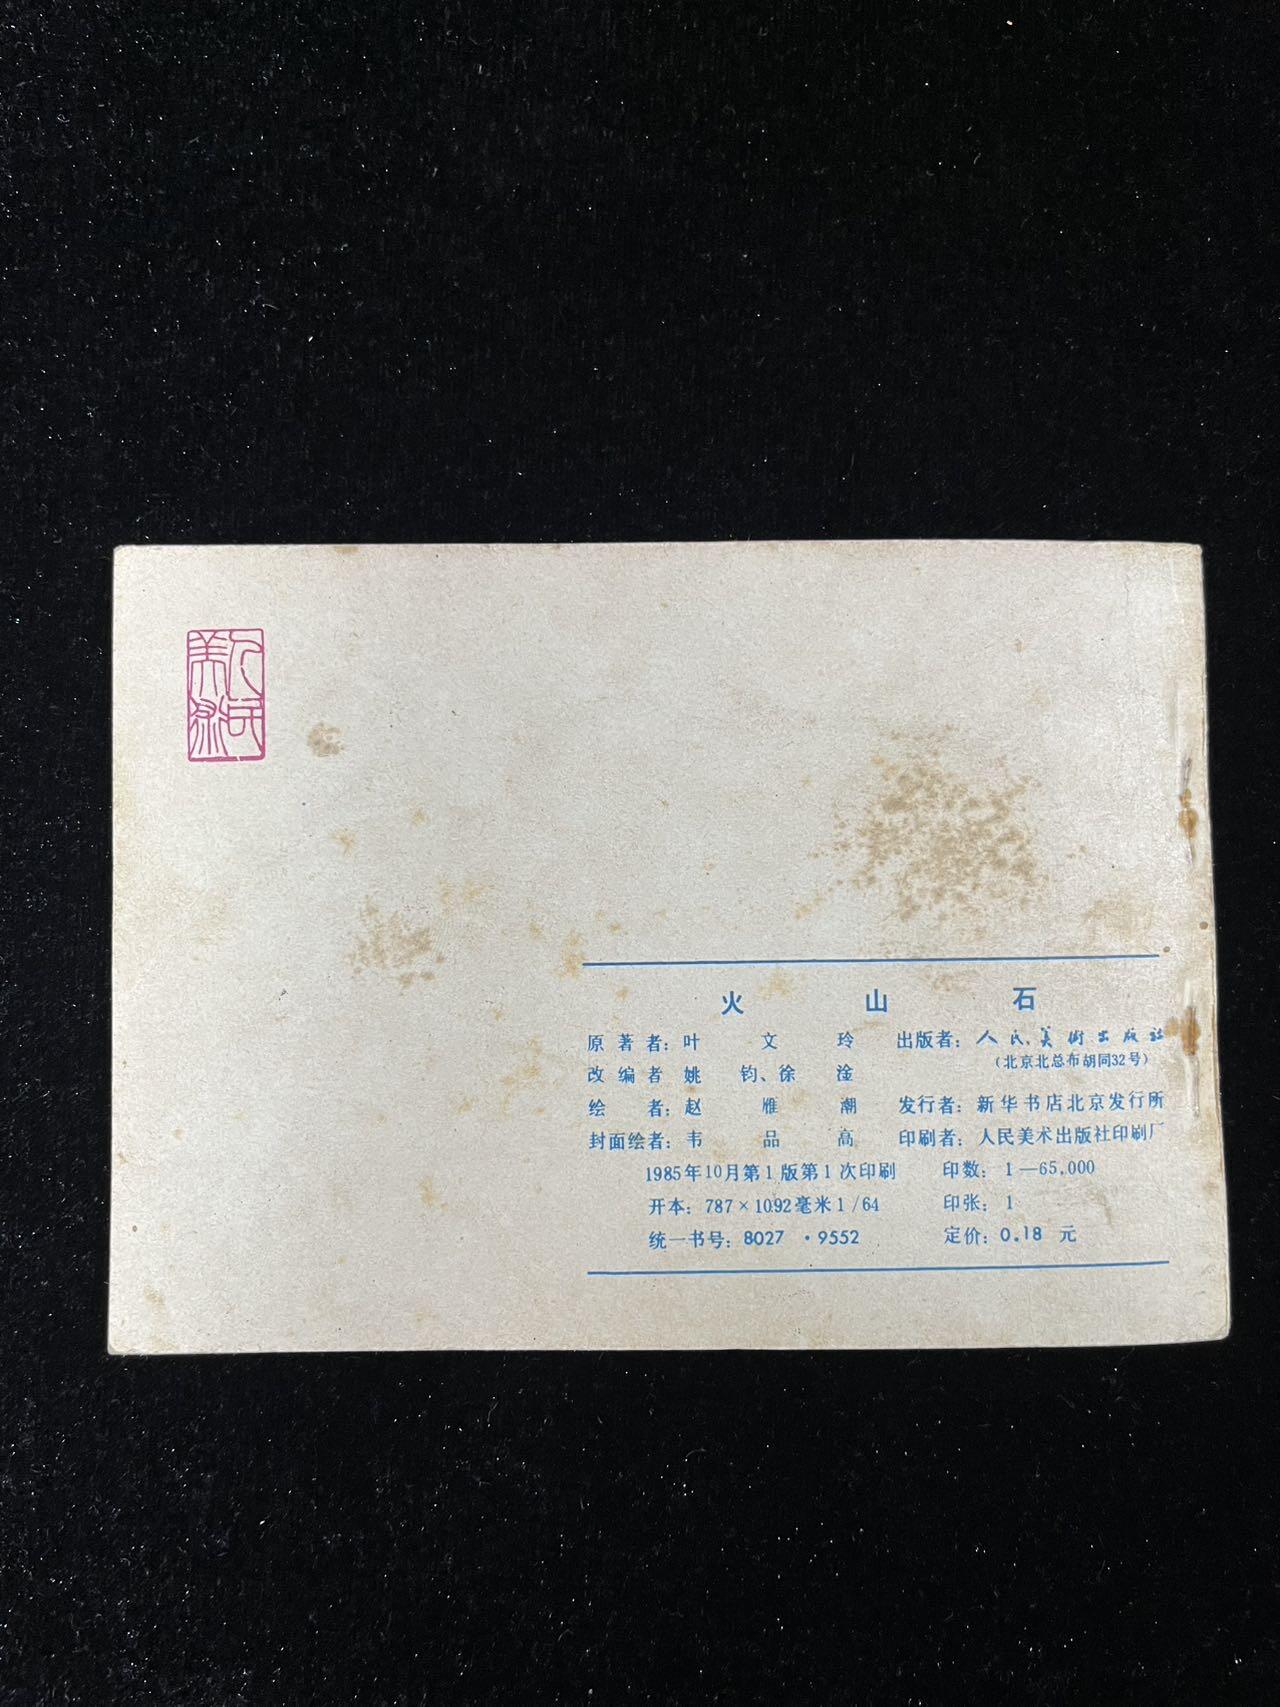 人民美術
火山石
原著者：叶文玲 出版者：人民美術出版社
（北京北总布胡同32号）
改编者 姚钧、徐淦
绘者：赵雁潮 发行者：新华书店北京发行所
封面绘者：韦品高 印刷者：人民美术出版社印刷厂
1985年10月第1版第1次印刷 印数：1—65,000
开本：787×1092毫米1/64 印张：1
统一书号：8027·9552 定价：0.18元